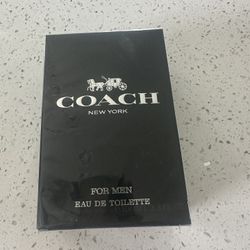 COACH
NEW YORK
FOR MEN
EAU DE TOILETTE